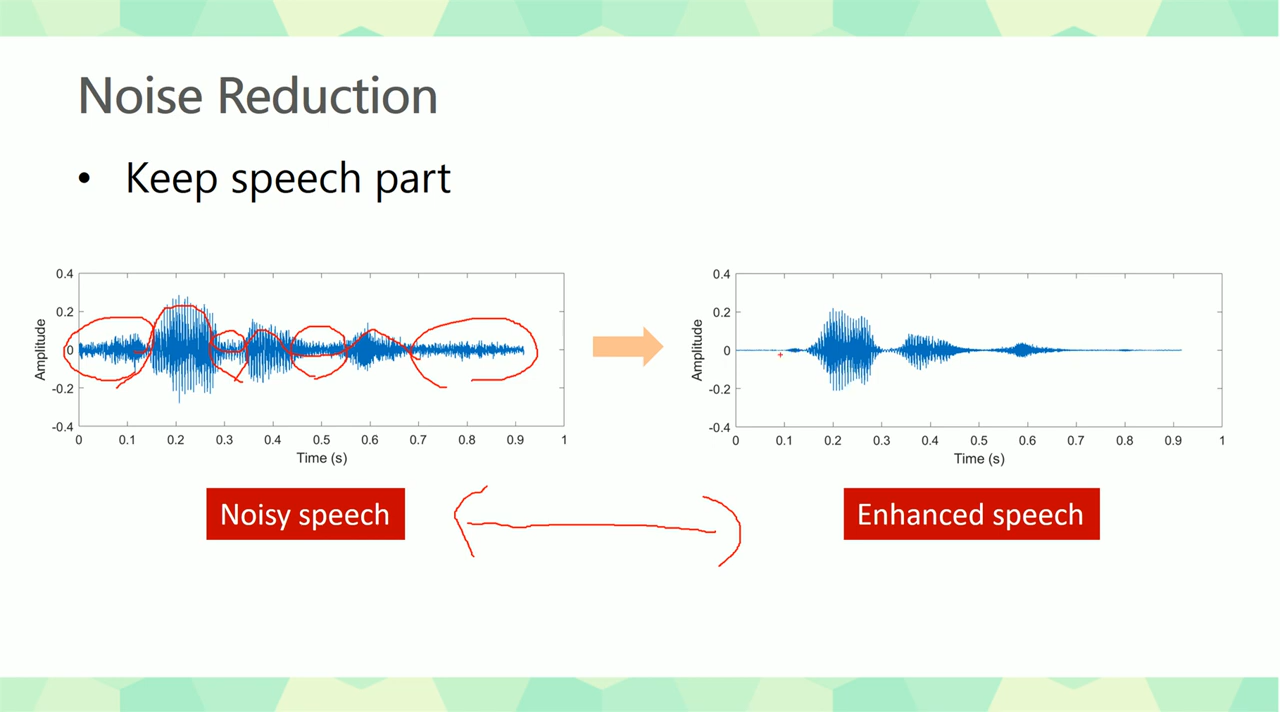 Noise Reduction
• Keep speech part
0.4
0.2
0
-0.2
-0.4
Amplitude
0 0.1 0.2 0.3 0.4 0.5 0.6 0.7 0.8 0.9 1
Time (s)
0.4
0.2
0
-0.2
-0.4
Amplitude
0 0.1 0.2 0.3 0.4 0.5 0.6 0.7 0.8 0.9 1
Time (s)
Noisy speech
Enhanced speech